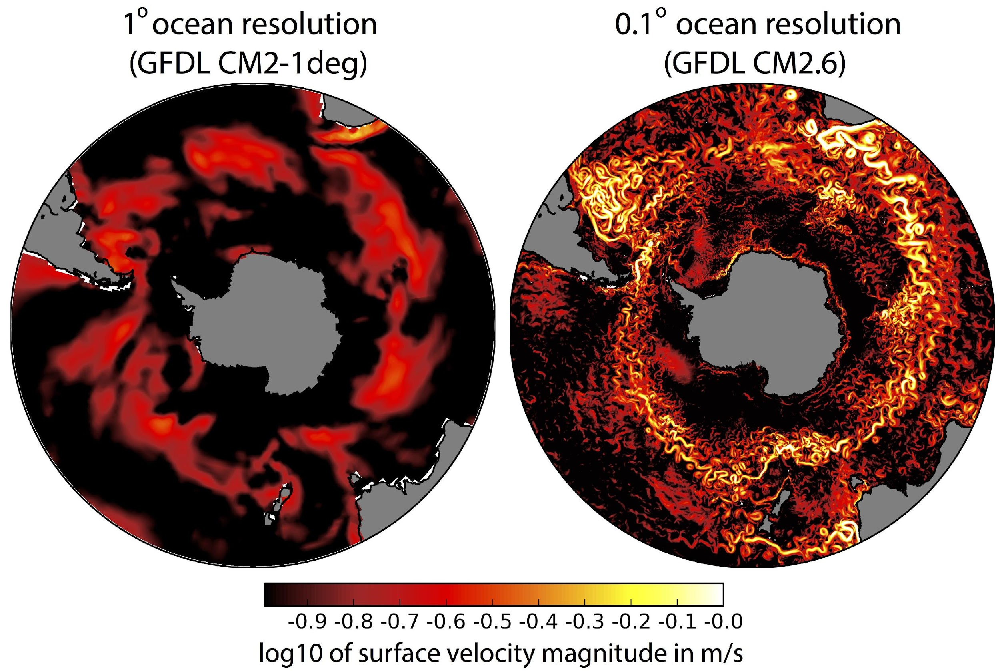 1° ocean resolution
(GFDL CM2-1deg)
0.1° ocean resolution
(GFDL CM2.6)
-0.9 -0.8 -0.7 -0.6 -0.5 -0.4 -0.3 -0.2 -0.1 -0.0
log10 of surface velocity magnitude in m/s